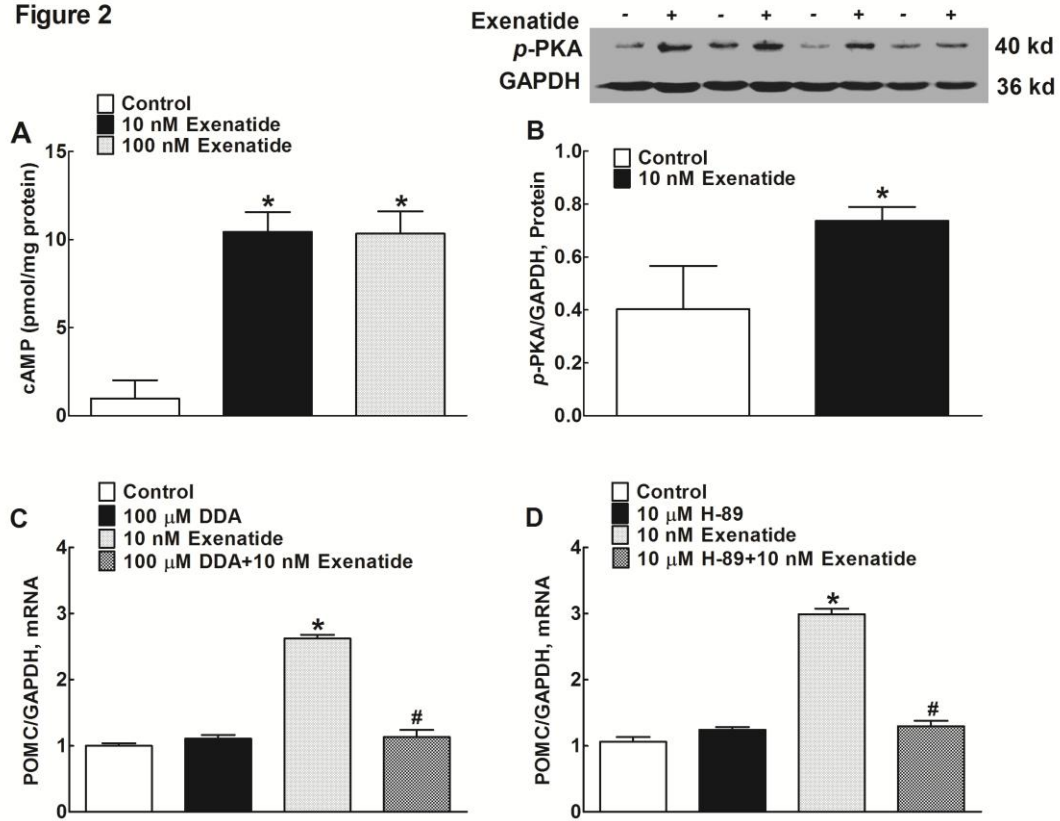 Figure 2
Exenatide - + - + - + - +
p-PKA 40 kd
GAPDH 36 kd
A
Control
10 nM Exenatide
100 nM Exenatide
cAMP (pmol/mg protein)
15
10
5
0
*
*
B
Control
10 nM Exenatide
p-PKA/GAPDH, Protein
1.0
0.8
0.6
0.4
0.2
0.0
*
C
Control
100 μM DDA
10 nM Exenatide
100 μM DDA+10 nM Exenatide
POMC/GAPDH, mRNA
4
3
2
1
0
*
#
D
Control
10 μM H-89
10 nM Exenatide
10 μM H-89+10 nM Exenatide
POMC/GAPDH, mRNA
4
3
2
1
0
*
#